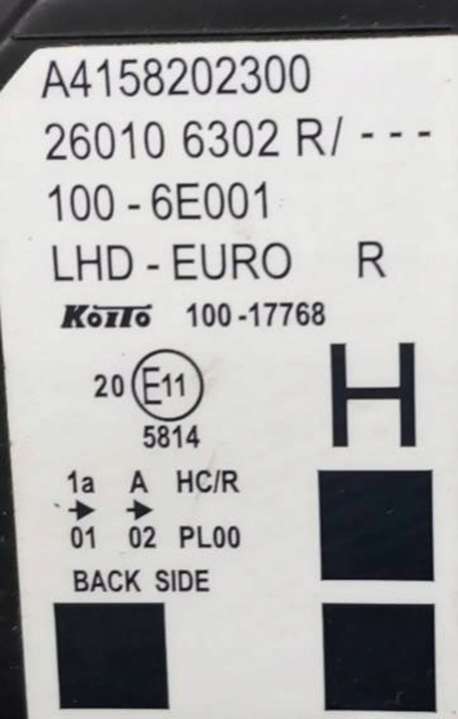 A4158202300
26010 6302 R/ ---
100 - 6E001
LHD - EURO R
KOITO 100 -17768
H
20 E11
5814
1a A HC/R
01 02 PL00
BACK SIDE